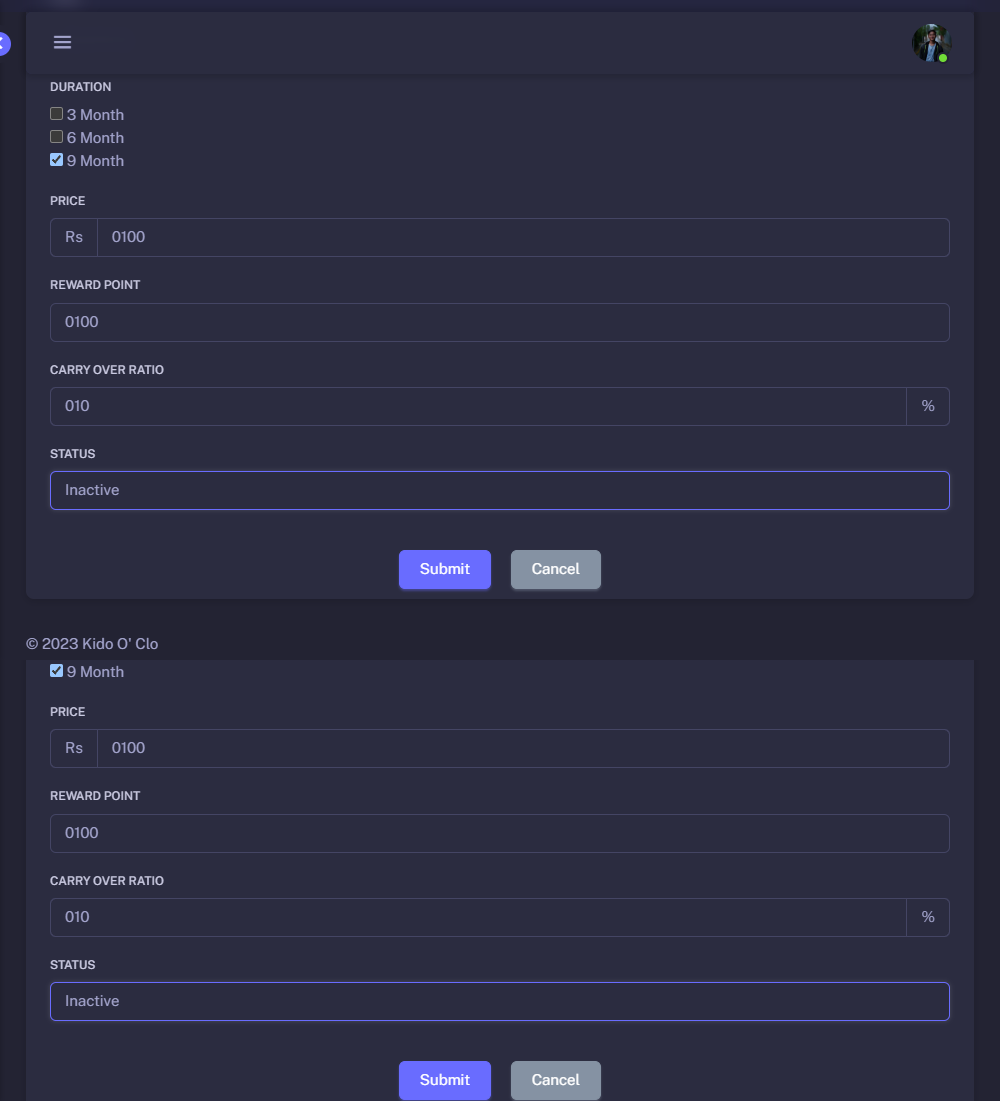 DURATION
3 Month
6 Month
9 Month
PRICE
Rs 0100
REWARD POINT
0100
CARRY OVER RATIO
010 %
STATUS
Inactive
Submit Cancel
© 2023 Kido O' Clo
9 Month
PRICE
Rs 0100
REWARD POINT
0100
CARRY OVER RATIO
010 %
STATUS
Inactive
Submit Cancel